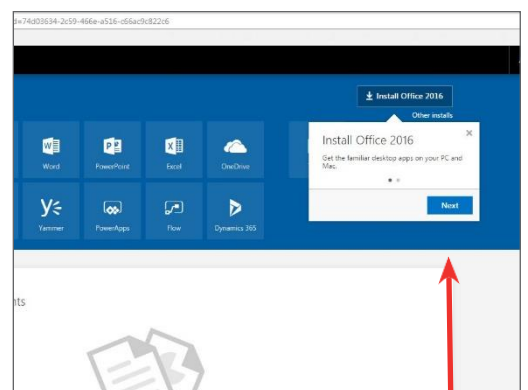 d=74d03634-2c59-466e-a516-c66ac9c822c6
Install Office 2016
Other installs
Word
PowerPoint
Excel
OneDrive
Install Office 2016
Get the familiar desktop apps on your PC and
Mac.
Next
Yammer
PowerApps
Flow
Dynamics 365
nts